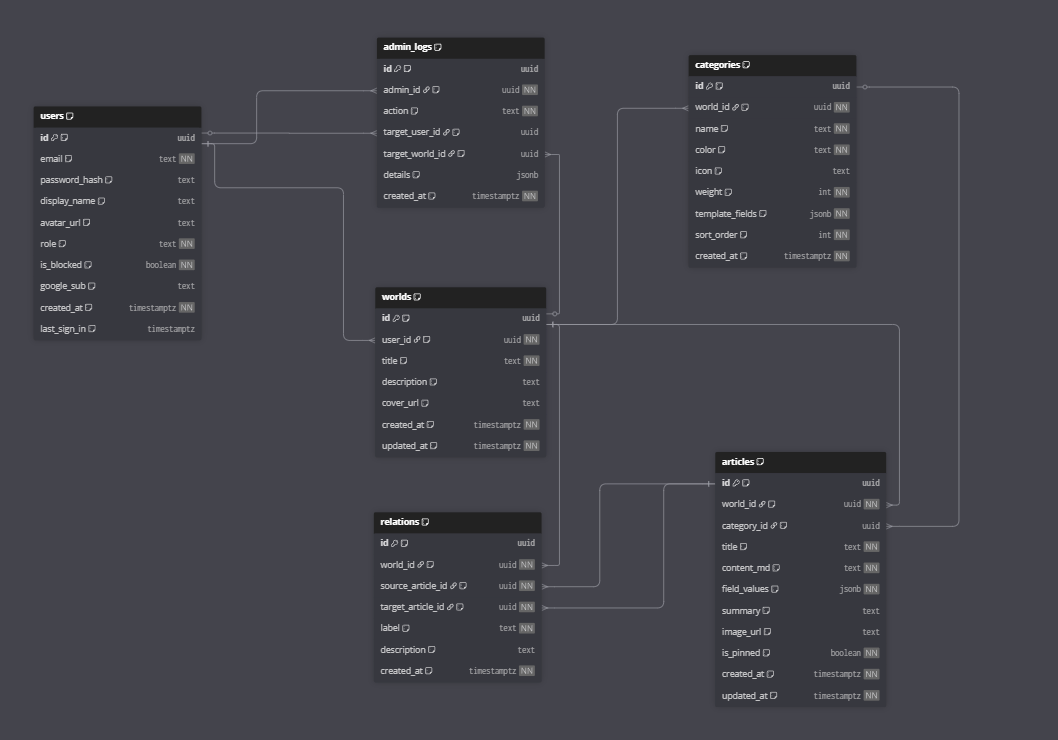 admin_logs
id uuid
admin_id uuid NN
action text NN
target_user_id uuid
target_world_id uuid
details jsonb
created_at timestamptz NN
categories
id uuid
world_id uuid NN
name text NN
color text NN
icon text
weight int NN
template_fields jsonb NN
sort_order int NN
created_at timestamptz NN
users
id uuid
email text NN
password_hash text
display_name text
avatar_url text
role text NN
is_blocked boolean NN
google_sub text
created_at timestamptz NN
last_sign_in timestamptz
worlds
id uuid
user_id uuid NN
title text NN
description text
cover_url text
created_at timestamptz NN
updated_at timestamptz NN
articles
id uuid
world_id uuid NN
category_id uuid
title text NN
content_md text NN
field_values jsonb NN
summary text
image_url text
is_pinned boolean NN
created_at timestamptz NN
updated_at timestamptz NN
relations
id uuid
world_id uuid NN
source_article_id uuid NN
target_article_id uuid NN
label text NN
description text
created_at timestamptz NN